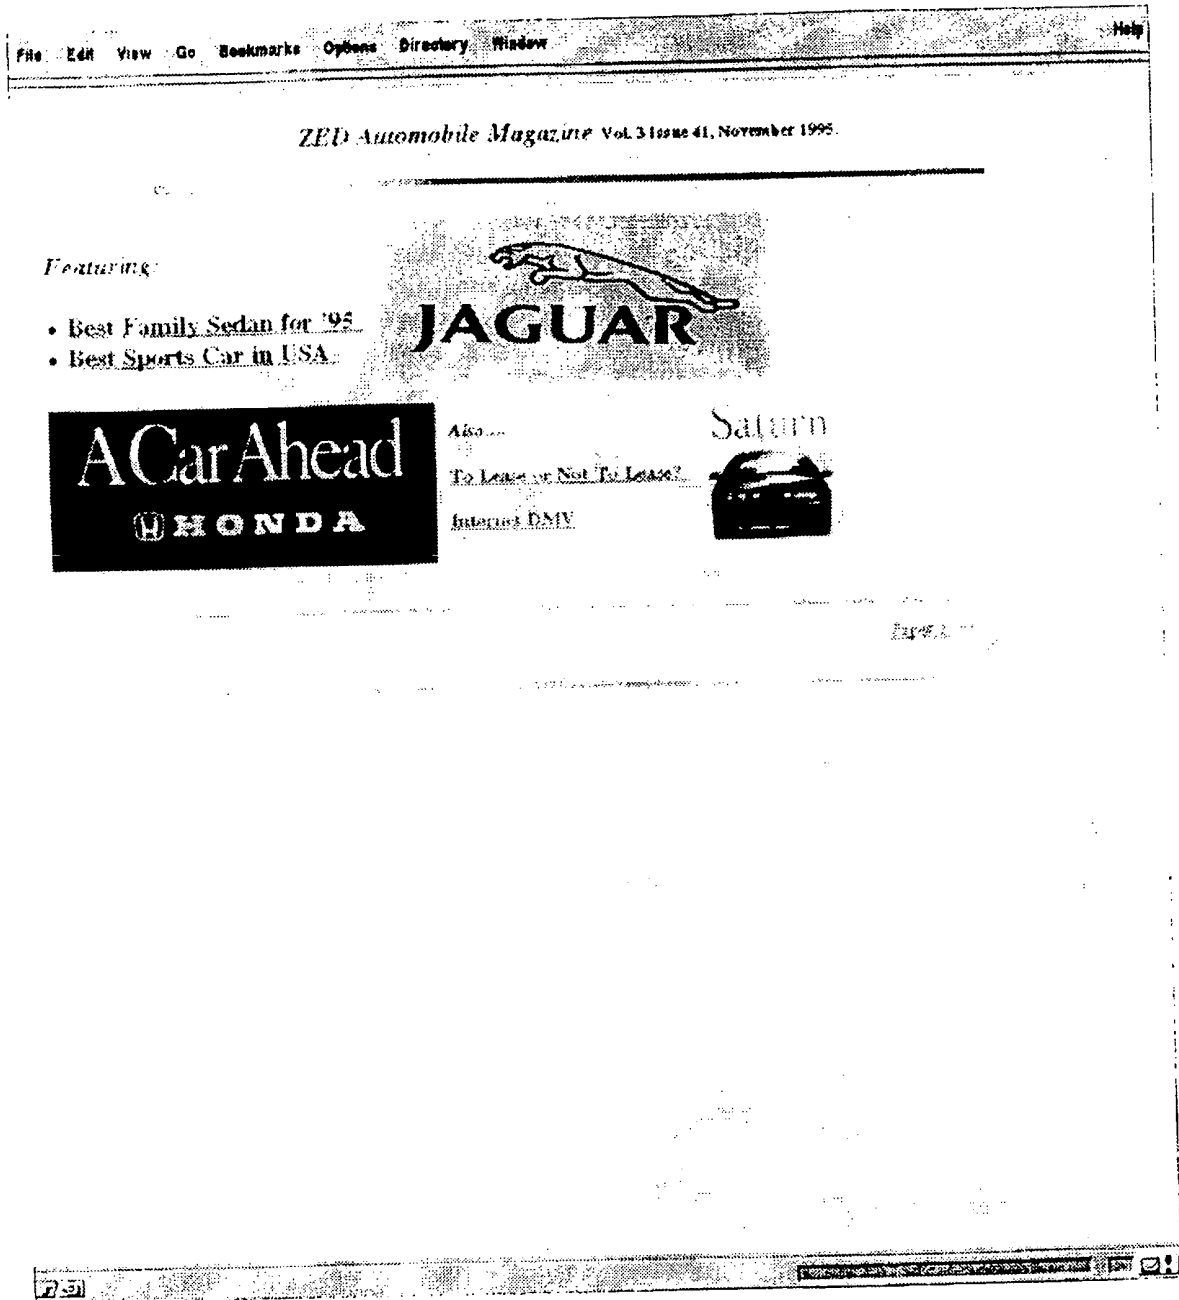 File Edit View Go Bookmarks Options Directory Window Help
ZED Automobile Magazine Vol. 3 Issue 41, November 1995.
Featuring:
• Best Family Sedan for '95
• Best Sports Car in USA
JAGUAR
A Car Ahead
HONDA
Also....
To Lease or Not To Lease?
Internet DMV
Saturn